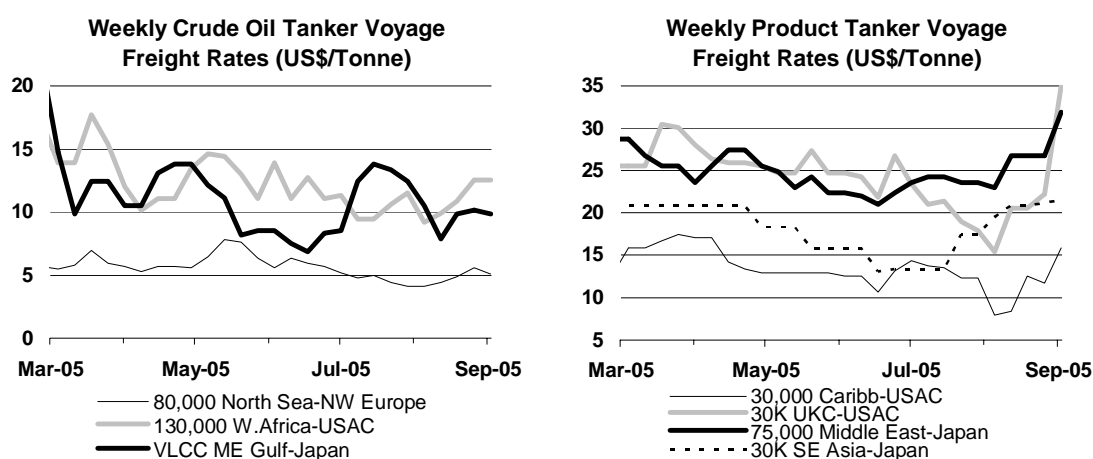 Weekly Crude Oil Tanker Voyage
Freight Rates (US$/Tonne)
20
15
10
5
0
Mar-05 May-05 Jul-05 Sep-05
80,000 North Sea-NW Europe
130,000 W.Africa-USAC
VLCC ME Gulf-Japan
Weekly Product Tanker Voyage
Freight Rates (US$/Tonne)
35
30
25
20
15
10
5
Mar-05 May-05 Jul-05 Sep-05
30,000 Caribb-USAC
30K UKC-USAC
75,000 Middle East-Japan
30K SE Asia-Japan